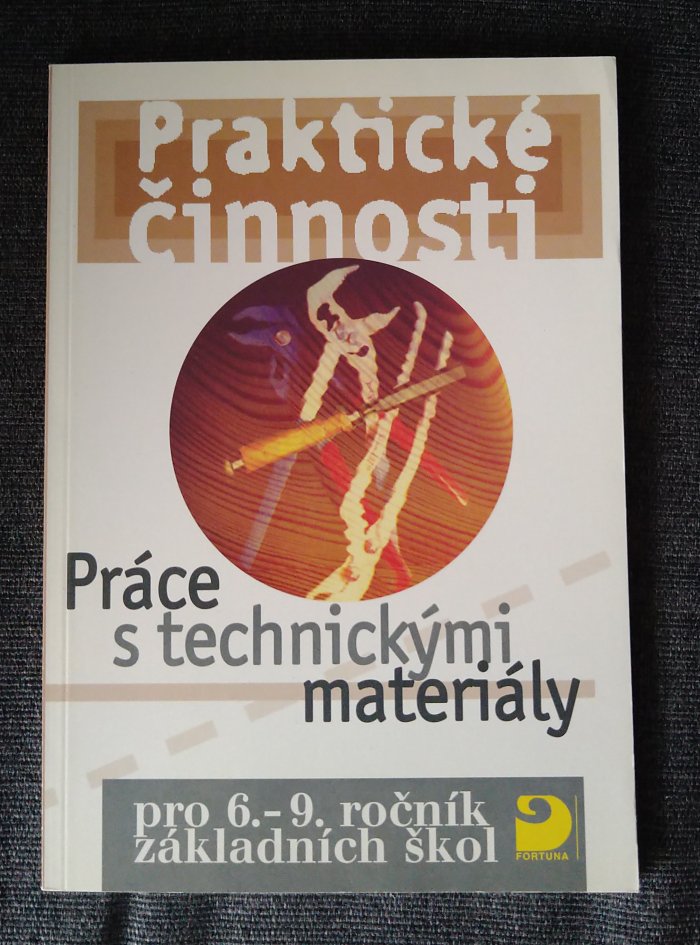 Praktické
činnosti
Práce
s technickými
materiály
pro 6.- 9. ročník
základních škol
FORTUNA